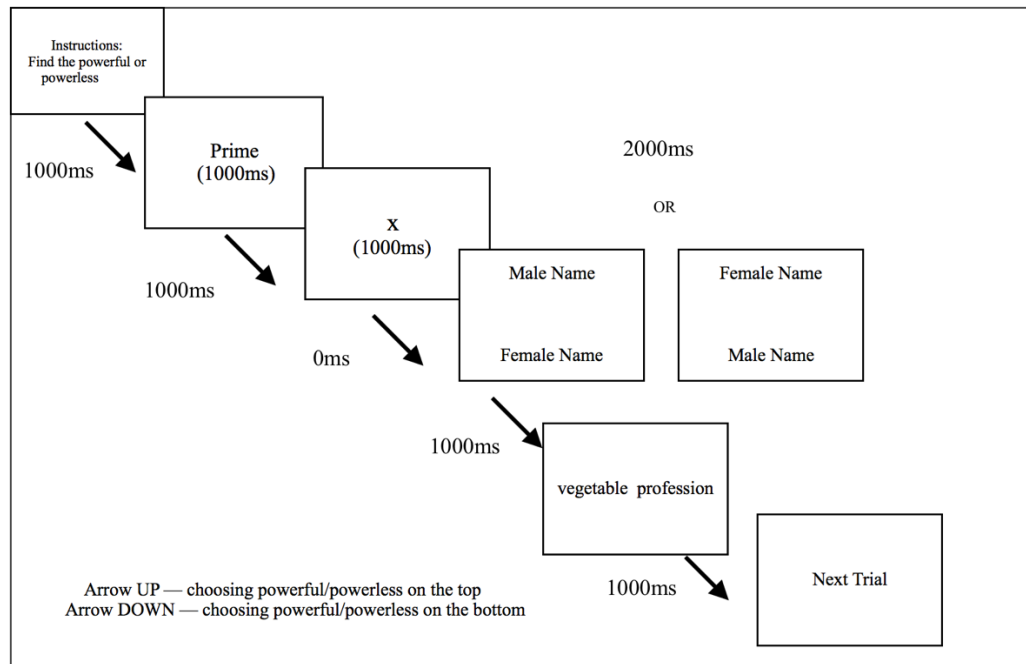 Instructions:
Find the powerful or
powerless
1000ms
Prime
(1000ms)
2000ms
OR
1000ms
x
(1000ms)
0ms
Male Name
Female Name
Female Name
Male Name
1000ms
vegetable profession
1000ms
Next Trial
Arrow UP — choosing powerful/powerless on the top
Arrow DOWN — choosing powerful/powerless on the bottom